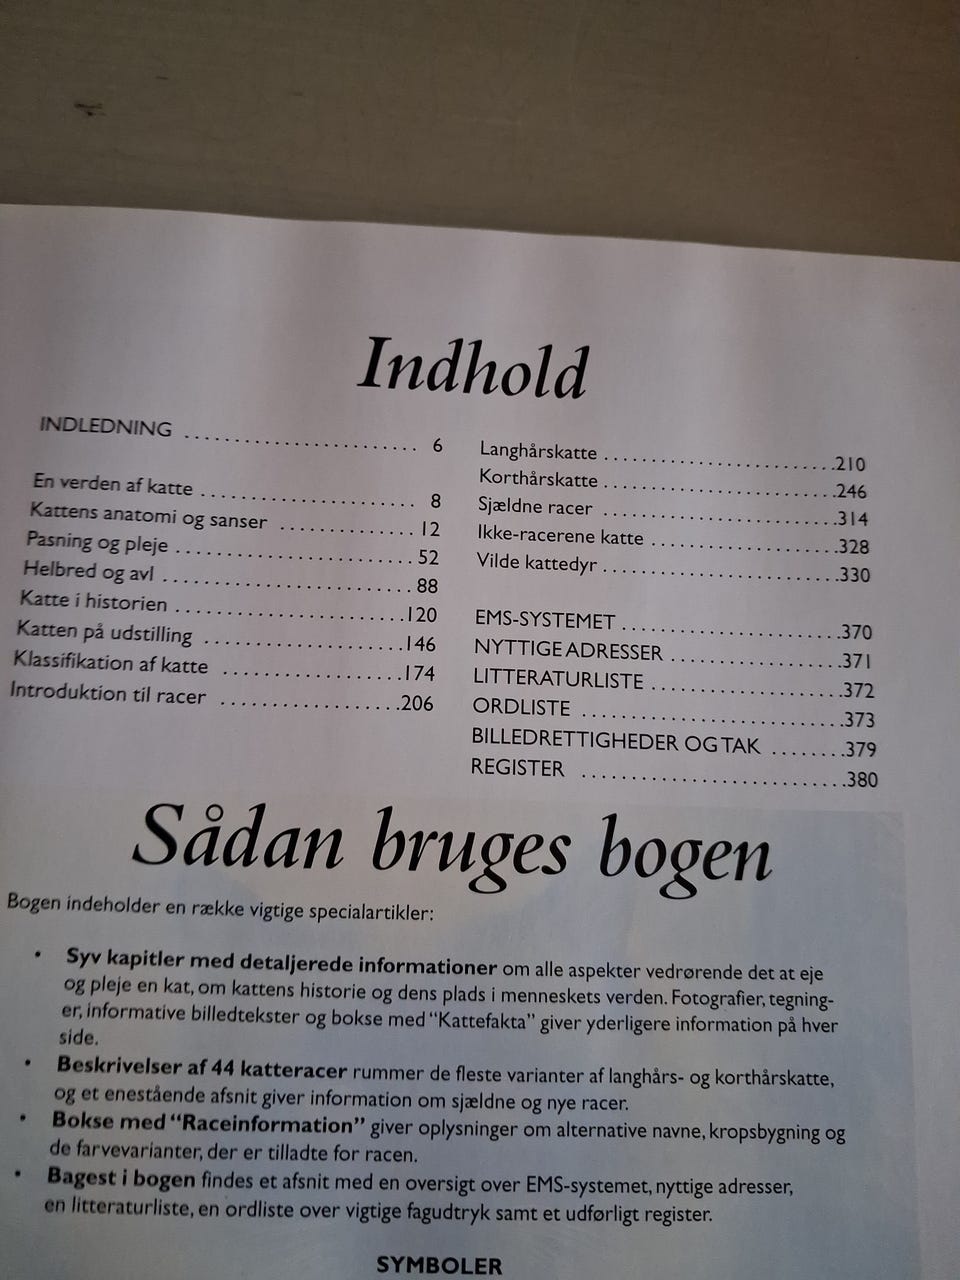 Indhold
INDLEDNING ........................ 6
En verden af katte ...................... 8
Kattens anatomi og sanser .............. 12
Pasning og pleje ........................ 52
Helbred og avl ......................... 88
Katte i historien ....................... 120
Katten på udstilling .................... 146
Klassifikation af katte .................. 174
Introduktion til racer .................. 206
Langhårskatte ......................... 210
Korthårskatte ......................... 246
Sjældne racer ......................... 314
Ikke-racerene katte .................... 328
Vilde kattedyr ......................... 330
EMS-SYSTEMET ....................... 370
NYTTIGE ADRESSER .................. 371
LITTERATURLISTE .................... 372
ORDLISTE ........................... 373
BILLEDRETTIGHEDER OG TAK ........ 379
REGISTER ........................... 380
Sådan bruges bogen
Bogen indeholder en række vigtige specialartikler:
• Syv kapitler med detaljerede informationer om alle aspekter vedrørende det at eje
og pleje en kat, om kattens historie og dens plads i menneskets verden. Fotografier, tegning-
er, informative billedtekster og bokse med “Kattefakta” giver yderligere information på hver
side.
• Beskrivelser af 44 katteracer rummer de fleste varianter af langhårs- og korthårskatte,
og et enestående afsnit giver information om sjældne og nye racer.
• Bokse med “Raceinformation” giver oplysninger om alternative navne, kropsbygning og
de farvevarianter, der er tilladte for racen.
• Bagest i bogen findes et afsnit med en oversigt over EMS-systemet, nyttige adresser,
en litteraturliste, en ordliste over vigtige fagudtryk samt et udførligt register.
SYMBOLER